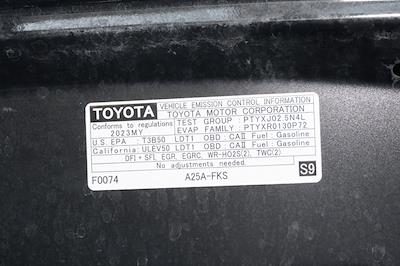 TOYOTA VEHICLE EMISSION CONTROL INFORMATION
TOYOTA MOTOR CORPORATION
Conforms to regulations TEST GROUP : PTYXJ02.5N4L
2023MY EVAP FAMILY : PTYXR0130P72
U.S. EPA : T3B50 LDT1 OBD : CAⅡ Fuel : Gasoline
California: ULEV50 LDT1 OBD : CAⅡ Fuel : Gasoline
DFI + SFI, EGR, EGRC, WR-HO2S(2), TWC(2)
No adjustments needed.
F0074 A25A-FKS S9